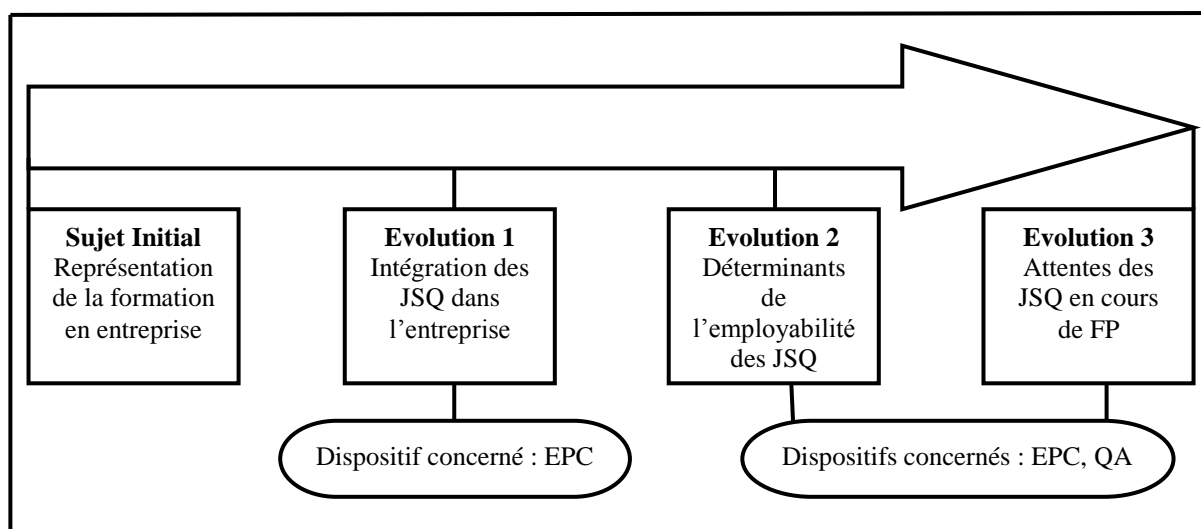 Sujet Initial
Représentation
de la formation
en entreprise
Evolution 1
Intégration des
JSQ dans
l’entreprise
Evolution 2
Déterminants
de
l’employabilité
des JSQ
Evolution 3
Attentes des
JSQ en cours
de FP
Dispositif concerné : EPC
Dispositifs concernés : EPC, QA